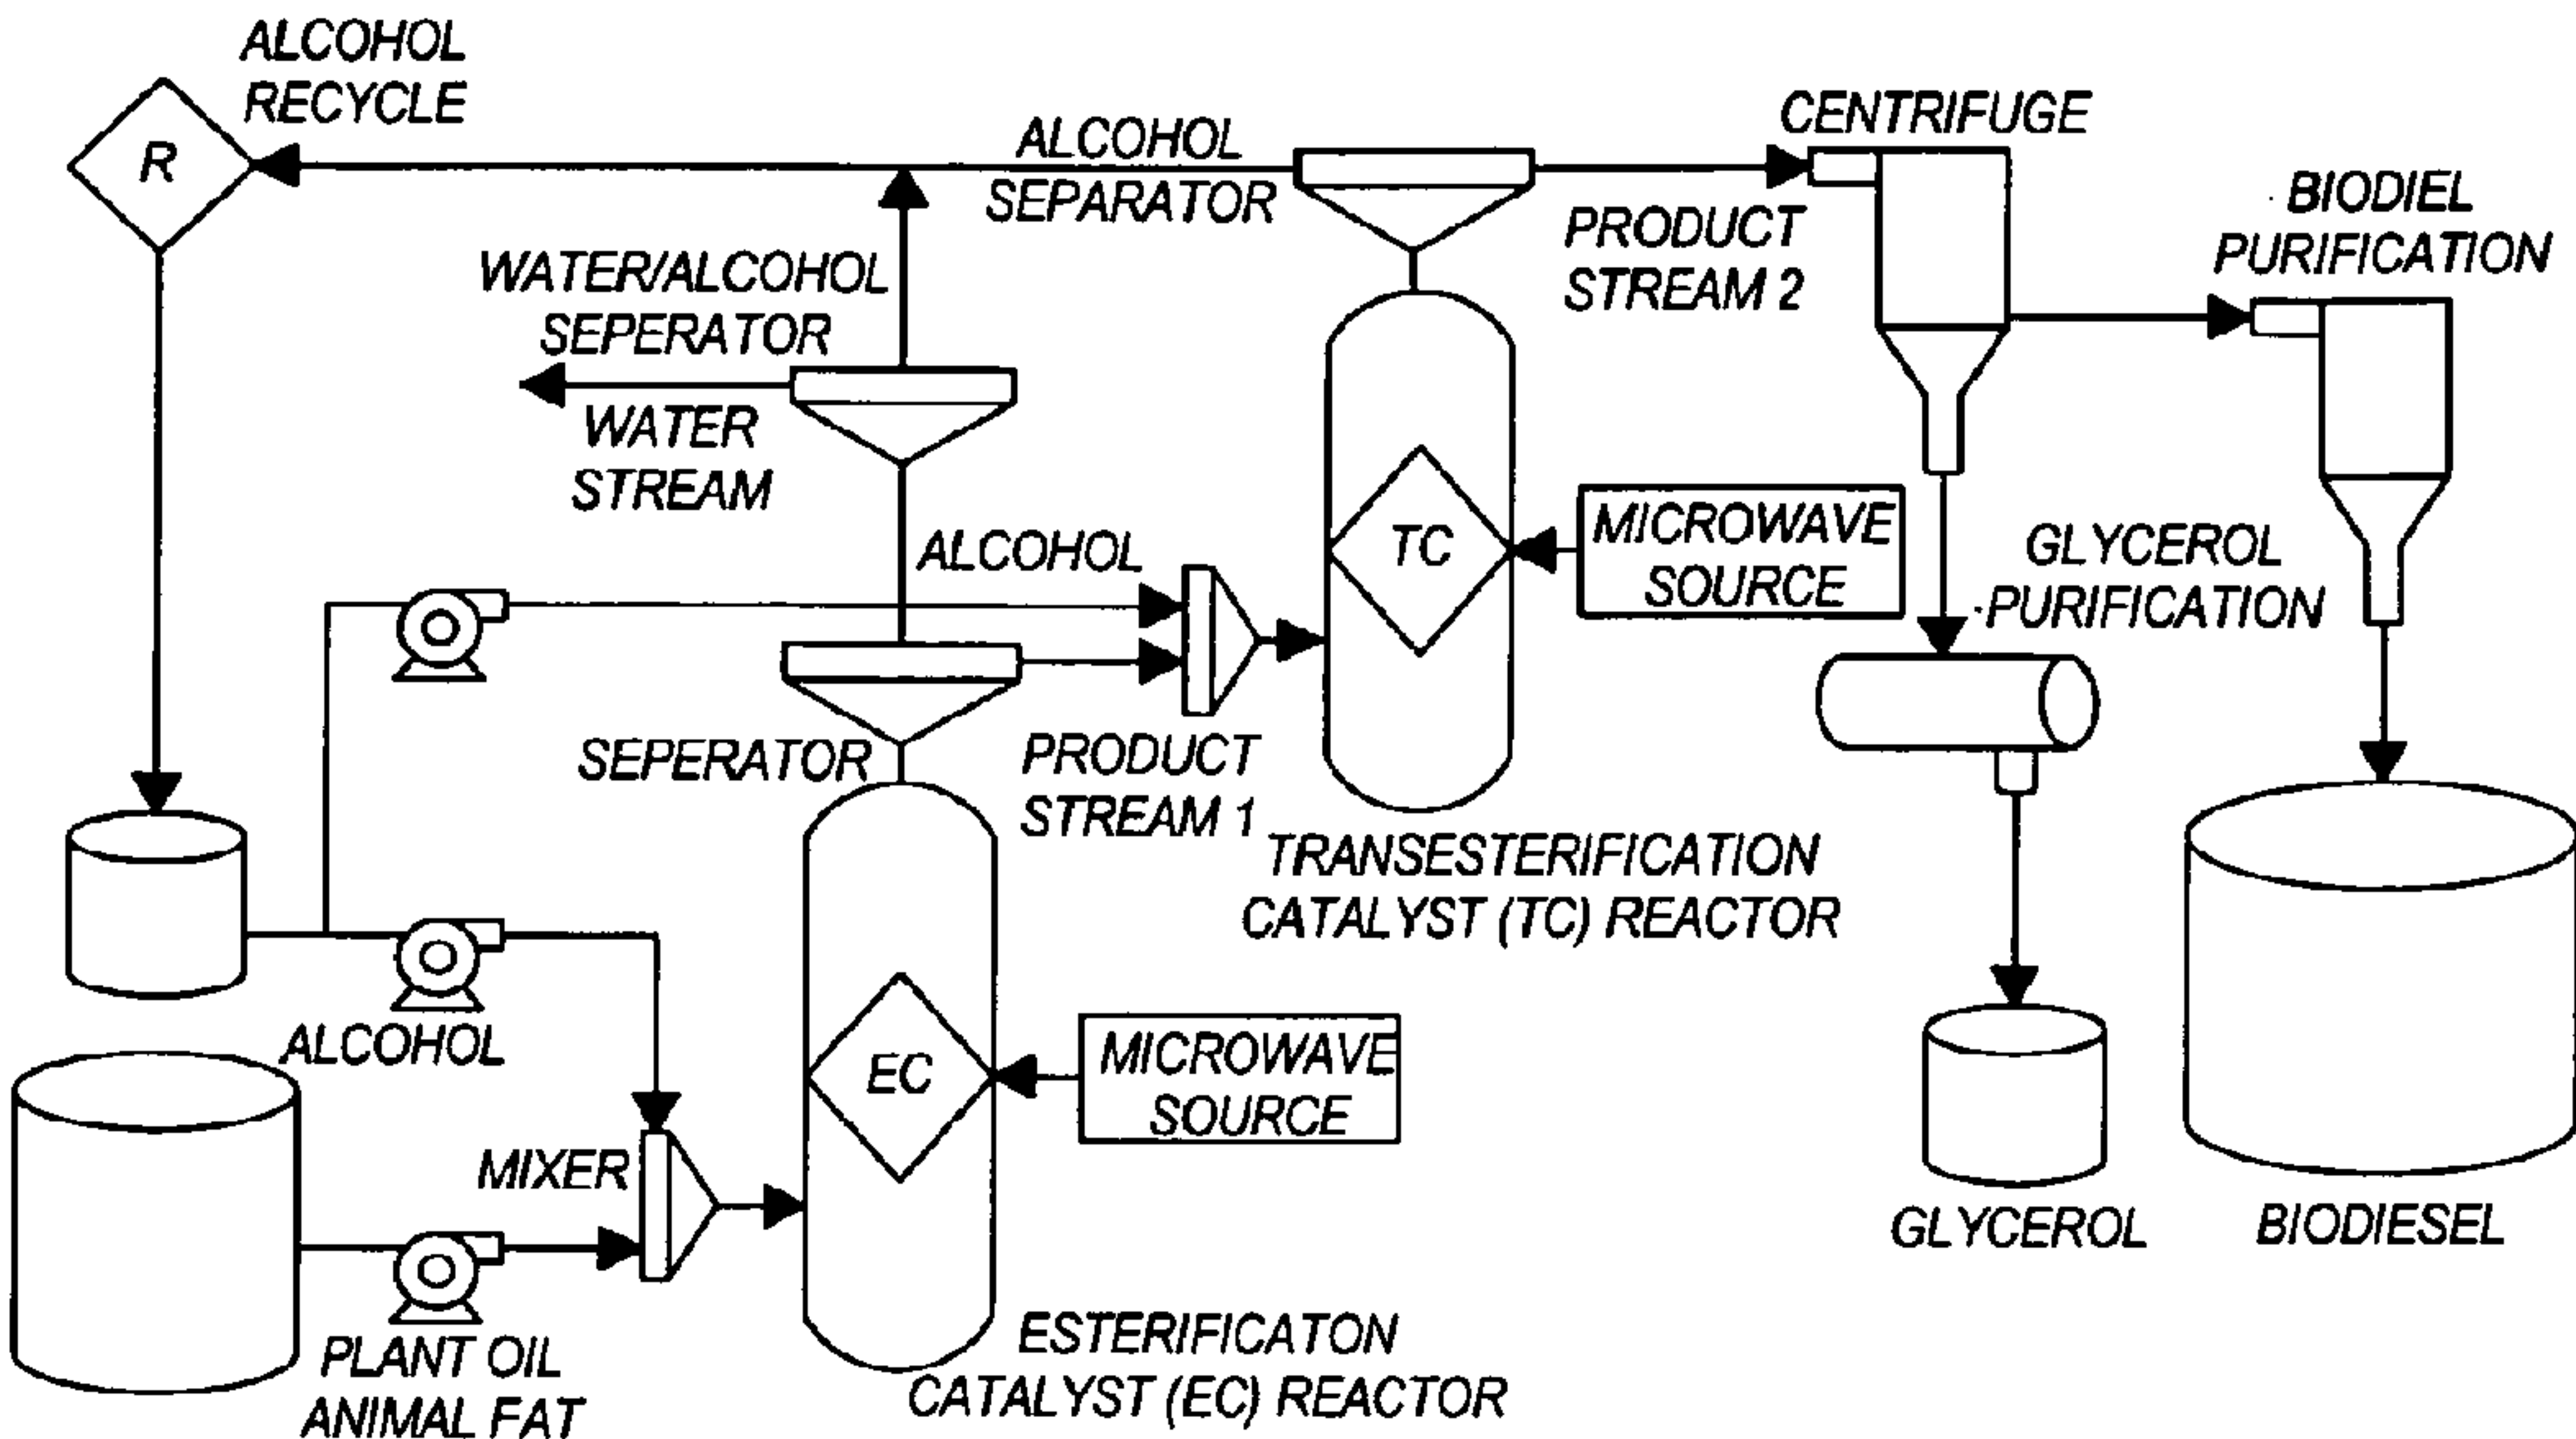 ALCOHOL
RECYCLE
R
ALCOHOL
SEPARATOR
CENTRIFUGE
PRODUCT
STREAM 2
BIODIEL
PURIFICATION
WATER/ALCOHOL
SEPERATOR
WATER
STREAM
ALCOHOL
TC
MICROWAVE
SOURCE
GLYCEROL
PURIFICATION
SEPERATOR
PRODUCT
STREAM 1
TRANSESTERIFICATION
CATALYST (TC) REACTOR
ALCOHOL
EC
MICROWAVE
SOURCE
MIXER
GLYCEROL
BIODIESEL
PLANT OIL
ANIMAL FAT
ESTERIFICATON
CATALYST (EC) REACTOR